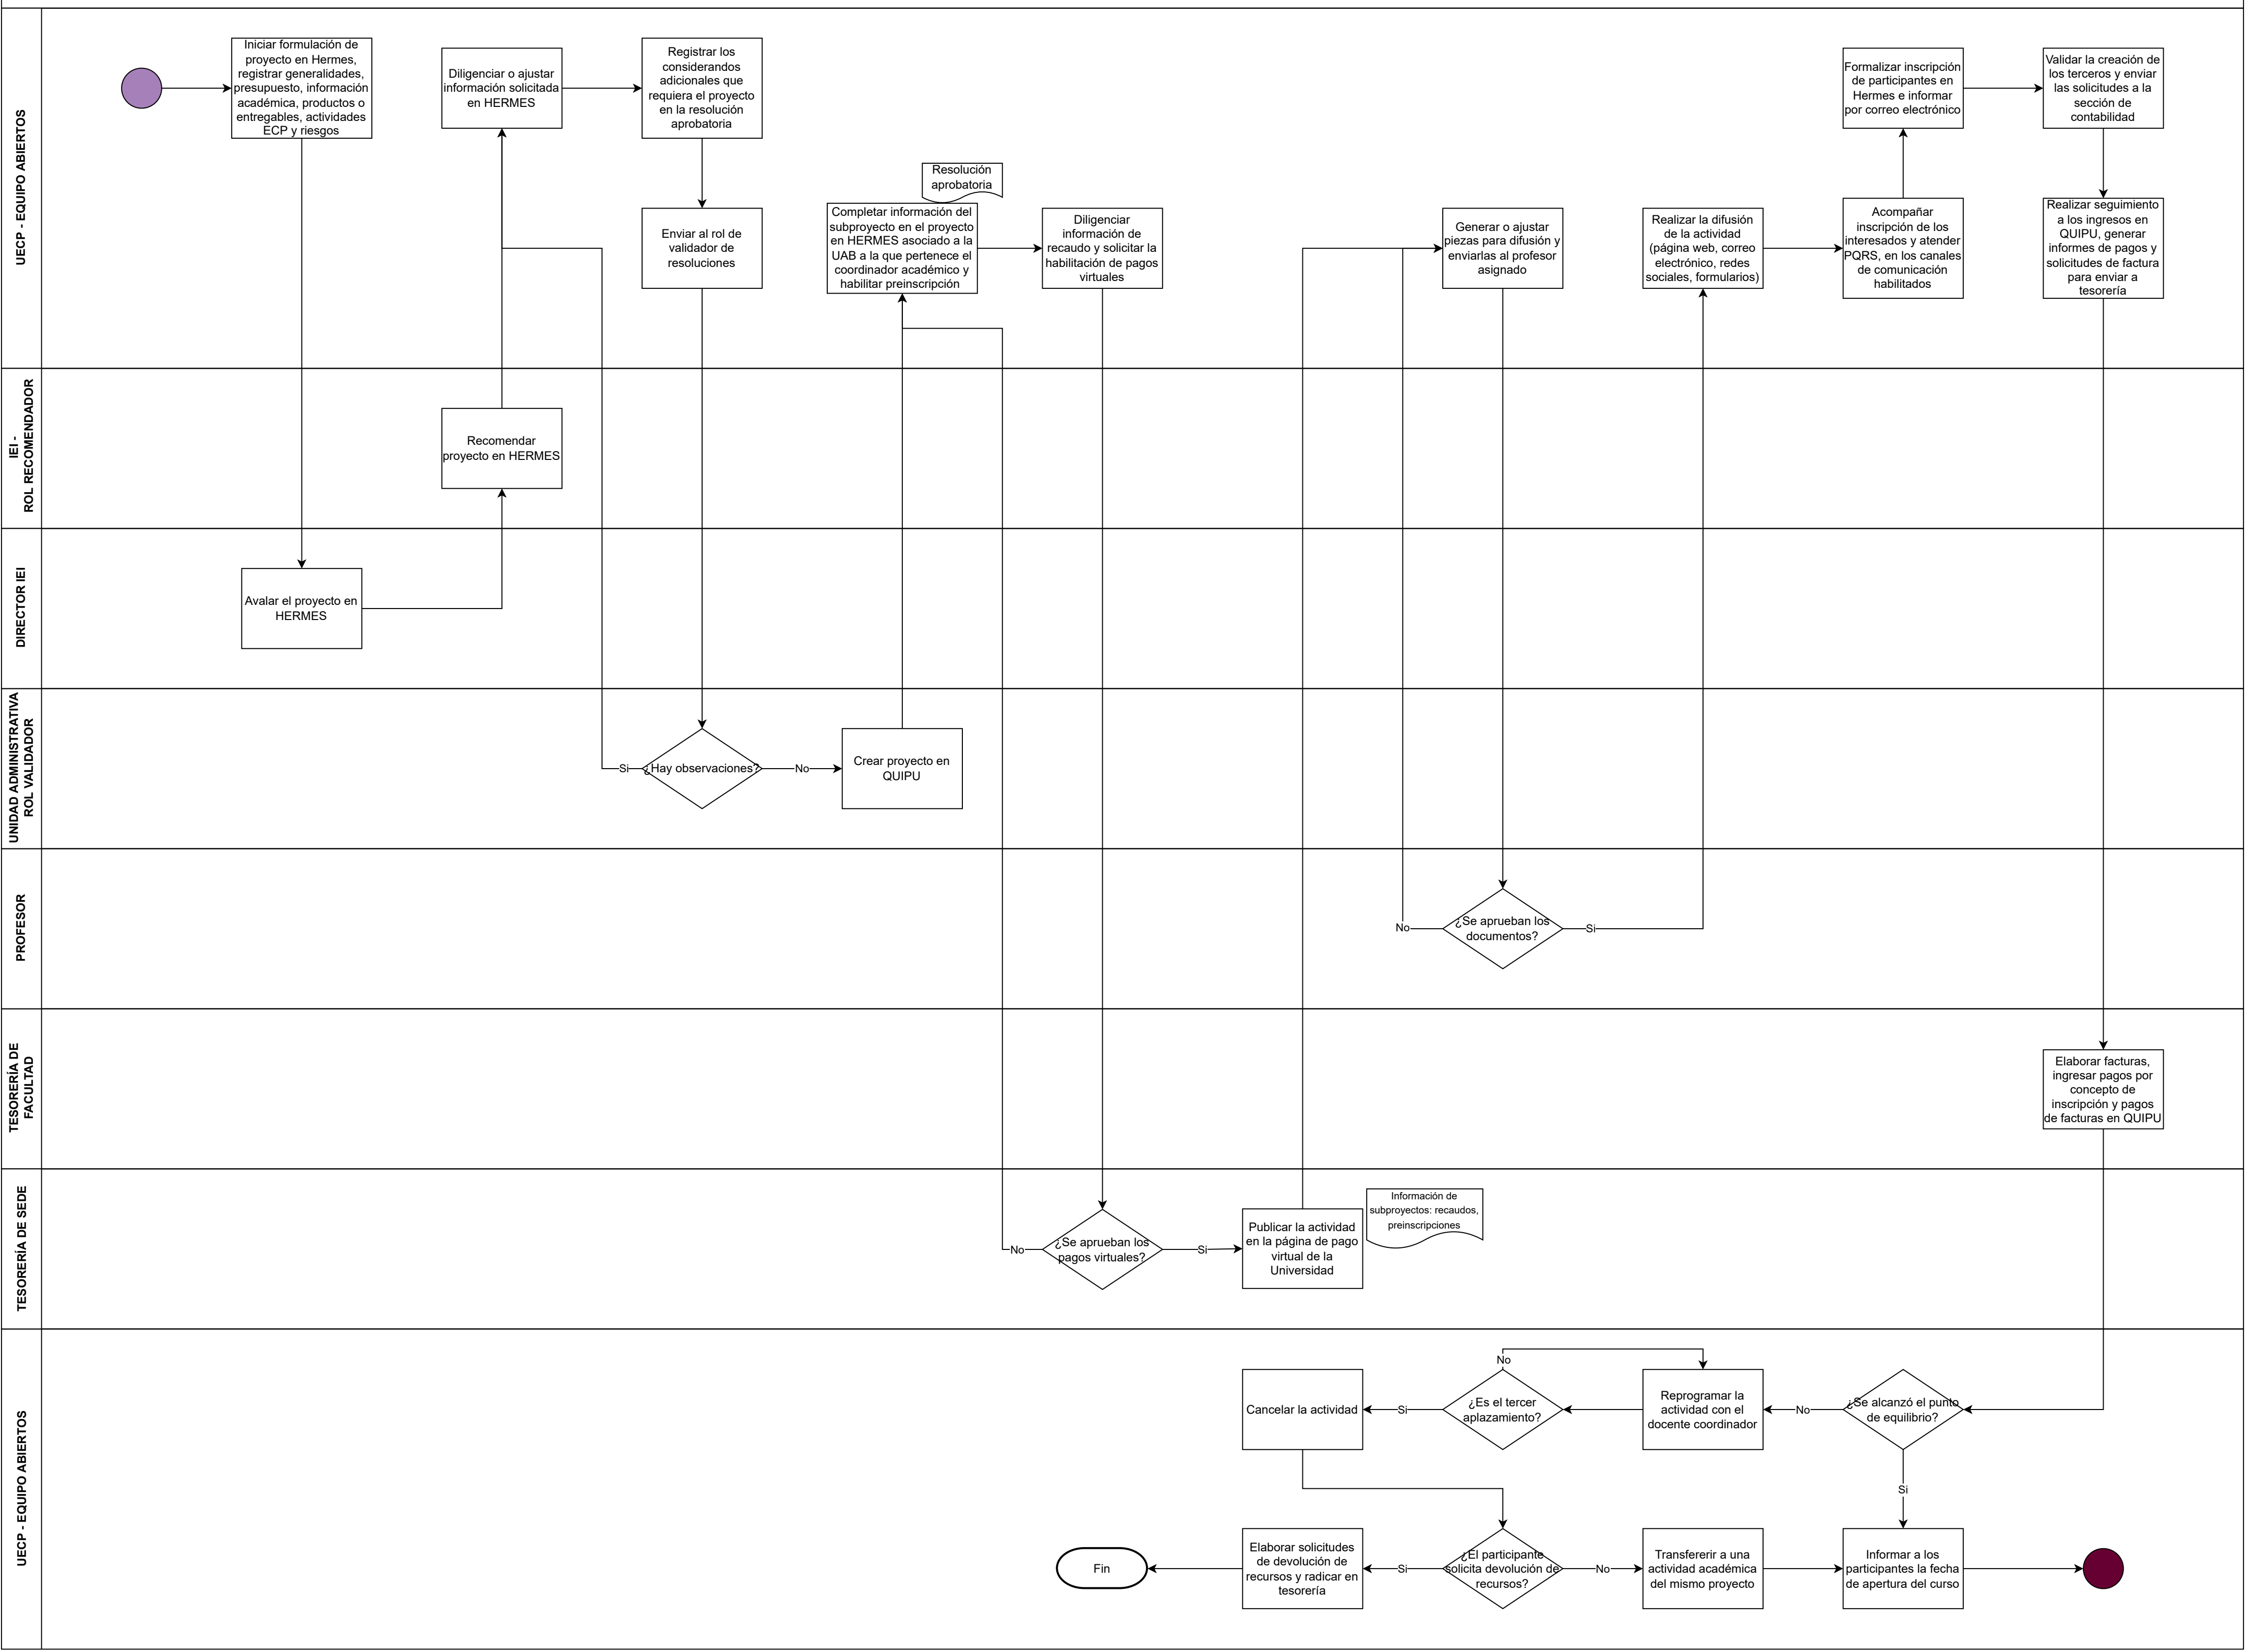 UECP - EQUIPO ABIERTOS
Iniciar formulación de
proyecto en Hermes,
registrar generalidades,
presupuesto, información
académica, productos o
entregables, actividades
ECP y riesgos
Diligenciar o ajustar
información solicitada
en HERMES
Registrar los
considerandos
adicionales que
requiera el proyecto
en la resolución
aprobatoria
Enviar al rol de
validador de
resoluciones
Resolución
aprobatoria
Completar información del
subproyecto en el proyecto
en HERMES asociado a la
UAB a la que pertenece el
coordinador académico y
habilitar preinscripción
Diligenciar
información de
recaudo y solicitar la
habilitación de pagos
virtuales
Generar o ajustar
piezas para difusión y
enviarlas al profesor
asignado
Realizar la difusión
de la actividad
(página web, correo
electrónico, redes
sociales, formularios)
Formalizar inscripción
de participantes en
Hermes e informar
por correo electrónico
Acompañar
inscripción de los
interesados y atender
PQRS, en los canales
de comunicación
habilitados
Validar la creación de
los terceros y enviar
las solicitudes a la
sección de
contabilidad
Realizar seguimiento
a los ingresos en
QUIPU, generar
informes de pagos y
solicitudes de factura
para enviar a
tesorería
IEI -
ROL RECOMENDADOR
Recomendar
proyecto en HERMES
DIRECTOR IEI
Avalar el proyecto en
HERMES
UNIDAD ADMINISTRATIVA
ROL VALIDADOR
Si
¿Hay observaciones?
No
Crear proyecto en
QUIPU
PROFESOR
No
¿Se aprueban los
documentos?
Si
TESORERÍA DE
FACULTAD
Elaborar facturas,
ingresar pagos por
concepto de
inscripción y pagos
de facturas en QUIPU
TESORERÍA DE SEDE
No
¿Se aprueban los
pagos virtuales?
Si
Publicar la actividad
en la página de pago
virtual de la
Universidad
Información de
subproyectos: recaudos,
preinscripciones
UECP - EQUIPO ABIERTOS
Cancelar la actividad
Si
No
¿Es el tercer
aplazamiento?
Reprogramar la
actividad con el
docente coordinador
No
¿Se alcanzó el punto
de equilibrio?
Si
Fin
Elaborar solicitudes
de devolución de
recursos y radicar en
tesorería
Si
¿El participante
solicita devolución de
recursos?
No
Transfererir a una
actividad académica
del mismo proyecto
Informar a los
participantes la fecha
de apertura del curso